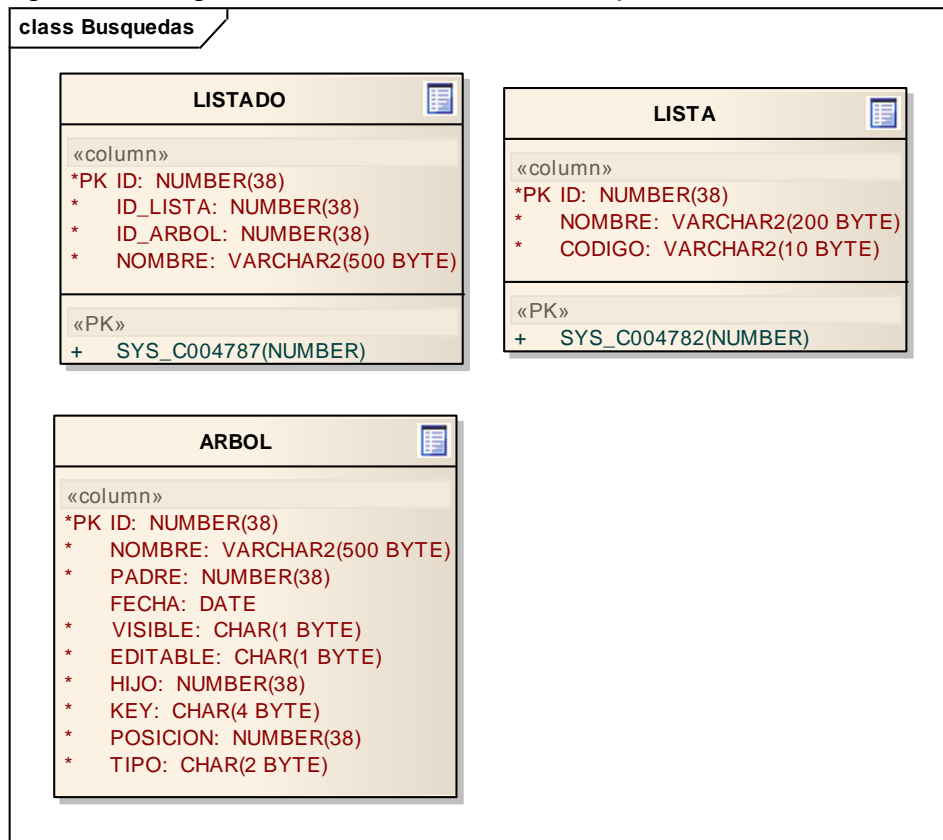 class Busquedas
LISTADO
«column»
*PK ID: NUMBER(38)
* ID_LISTA: NUMBER(38)
* ID_ARBOL: NUMBER(38)
* NOMBRE: VARCHAR2(500 BYTE)
«PK»
+ SYS_C004787(NUMBER)
LISTA
«column»
*PK ID: NUMBER(38)
* NOMBRE: VARCHAR2(200 BYTE)
* CODIGO: VARCHAR2(10 BYTE)
«PK»
+ SYS_C004782(NUMBER)
ARBOL
«column»
*PK ID: NUMBER(38)
* NOMBRE: VARCHAR2(500 BYTE)
* PADRE: NUMBER(38)
FECHA: DATE
* VISIBLE: CHAR(1 BYTE)
* EDITABLE: CHAR(1 BYTE)
* HIJO: NUMBER(38)
* KEY: CHAR(4 BYTE)
* POSICION: NUMBER(38)
* TIPO: CHAR(2 BYTE)